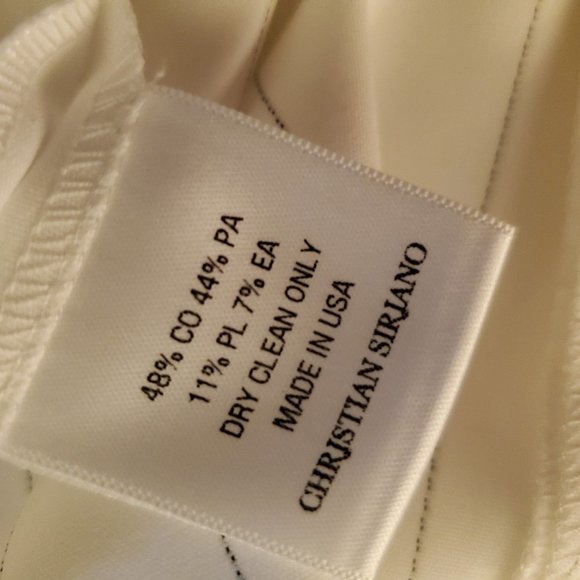 48% CO 44% PA
11% PL 7% EA
DRY CLEAN ONLY
MADE IN USA
CHRISTIAN SIRIANO